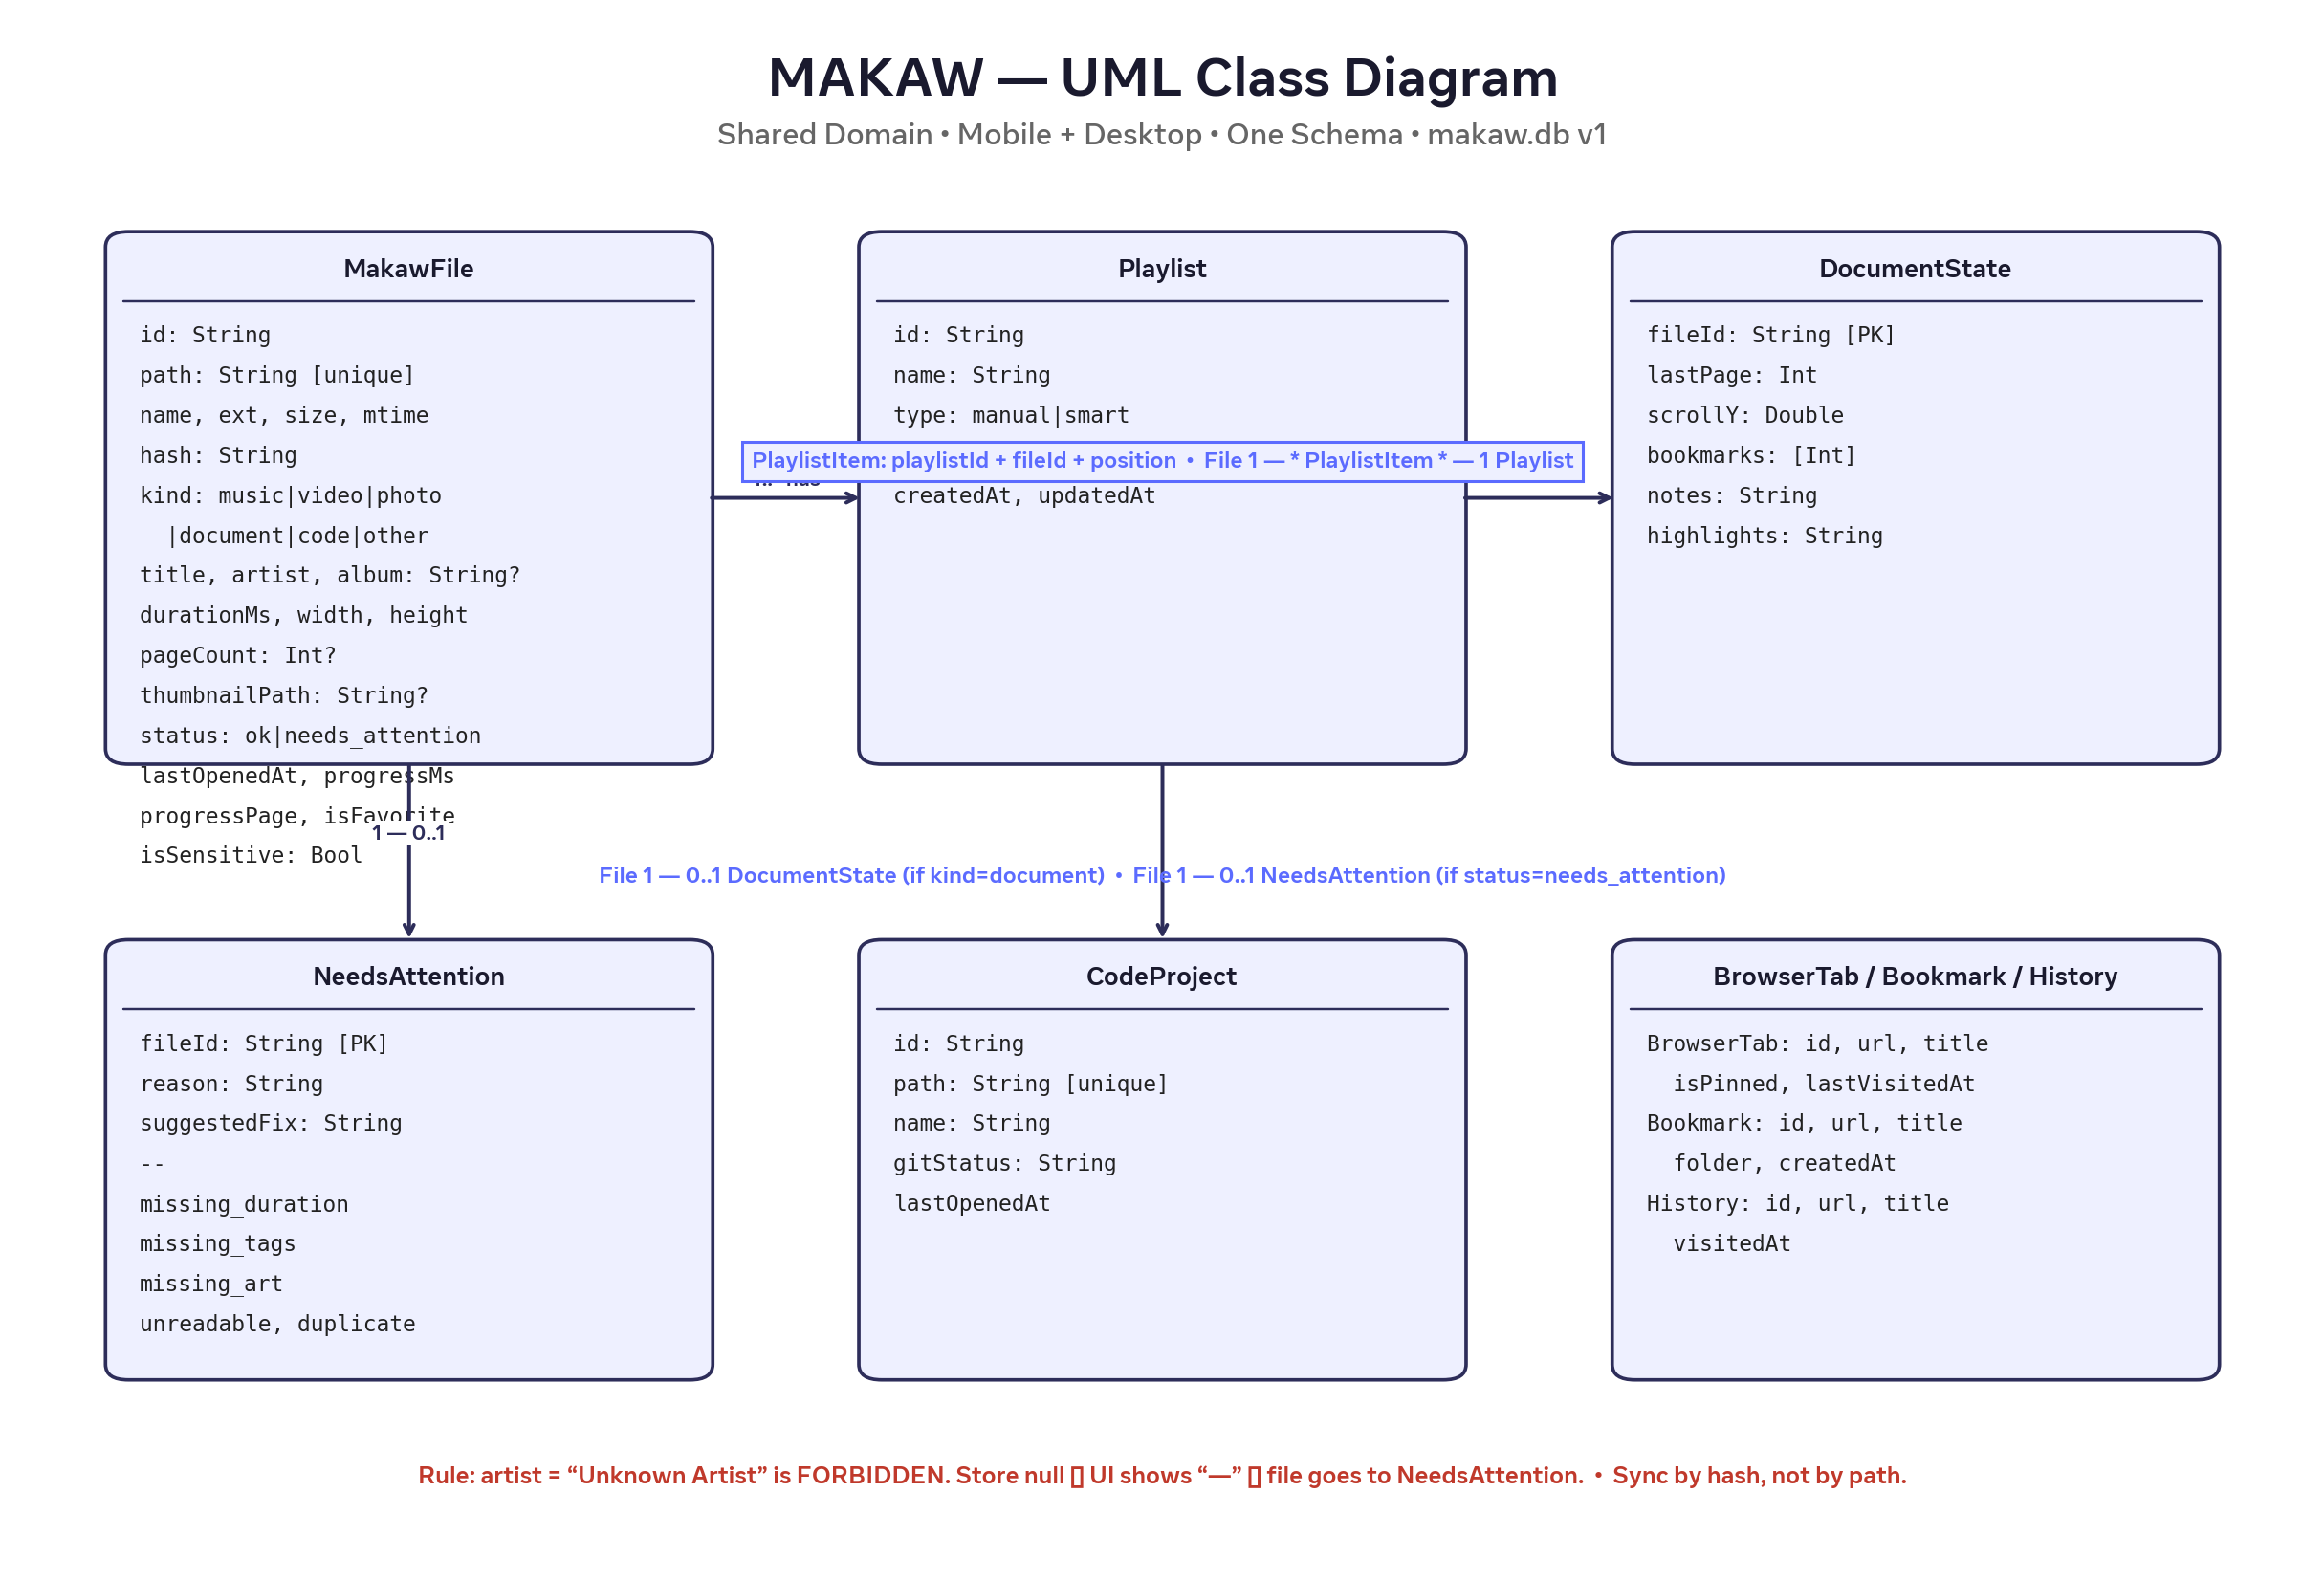 MAKAW — UML Class Diagram
Shared Domain • Mobile + Desktop • One Schema • makaw.db v1
MakawFile
id: String
path: String [unique]
name, ext, size, mtime
hash: String
kind: music|video|photo
|document|code|other
title, artist, album: String?
durationMs, width, height
pageCount: Int?
thumbnailPath: String?
status: ok|needs_attention
lastOpenedAt, progressMs
progressPage, isFavorite
isSensitive: Bool
Playlist
id: String
name: String
type: manual|smart
PlaylistItem: playlistId + fileId + position • File 1 — * PlaylistItem * — 1 Playlist
createdAt, updatedAt
DocumentState
fileId: String [PK]
lastPage: Int
scrollY: Double
bookmarks: [Int]
notes: String
highlights: String
1 — 0..1
File 1 — 0..1 DocumentState (if kind=document) • File 1 — 0..1 NeedsAttention (if status=needs_attention)
NeedsAttention
fileId: String [PK]
reason: String
suggestedFix: String
--
missing_duration
missing_tags
missing_art
unreadable, duplicate
CodeProject
id: String
path: String [unique]
name: String
gitStatus: String
lastOpenedAt
BrowserTab / Bookmark / History
BrowserTab: id, url, title
isPinned, lastVisitedAt
Bookmark: id, url, title
folder, createdAt
History: id, url, title
visitedAt
Rule: artist = “Unknown Artist” is FORBIDDEN. Store null ▯ UI shows “—” ▯ file goes to NeedsAttention. • Sync by hash, not by path.